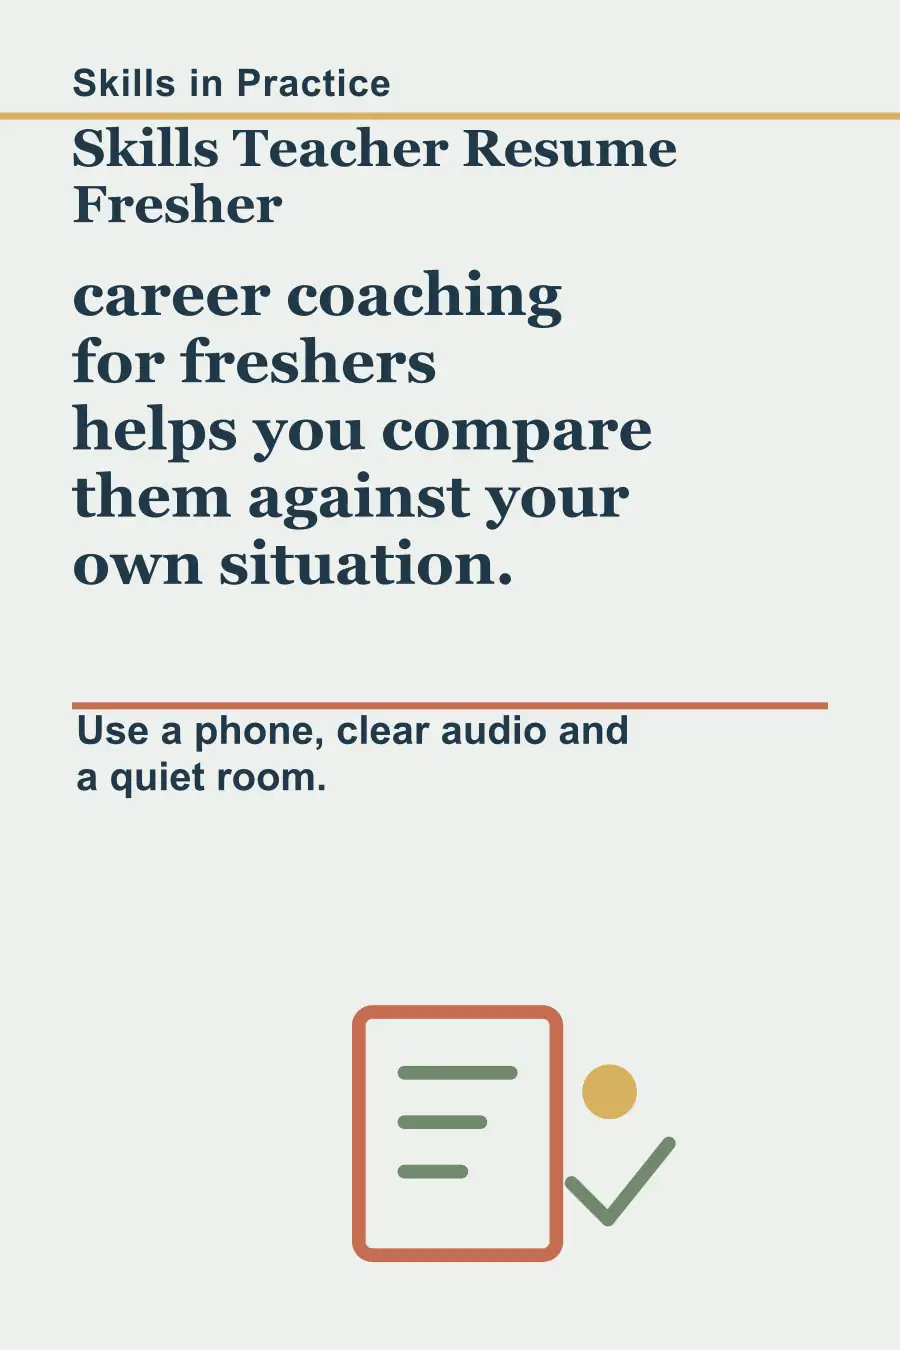 Skills in Practice
Skills Teacher Resume
Fresher
career coaching
for freshers
helps you compare
them against your
own situation.
Use a phone, clear audio and
a quiet room.